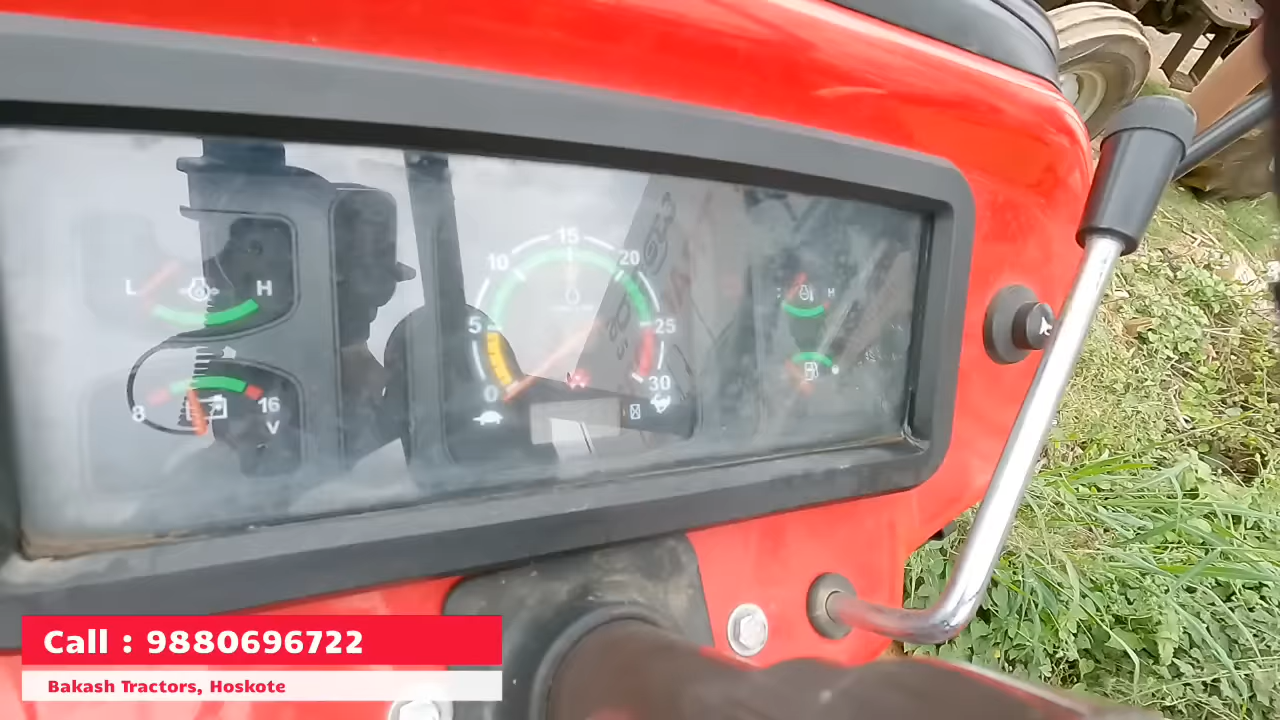 15
10 20
5 25
0 30
L H
8 16
V
H
Call : 9880696722
Bakash Tractors, Hoskote